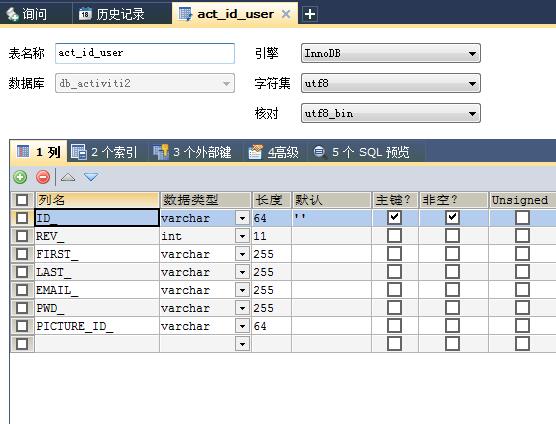 询问 历史记录 act_id_user
表名称 act_id_user 引擎 InnoDB
数据库 db_activiti2 字符集 utf8
核对 utf8_bin
1 列 2 个索引 3 个外部键 4高级 5 个 SQL 预览
列名 数据类型 长度 默认 主键? 非空? Unsigned
ID_ varchar 64 ''
REV_ int 11
FIRST_ varchar 255
LAST_ varchar 255
EMAIL_ varchar 255
PWD_ varchar 255
PICTURE_ID_ varchar 64